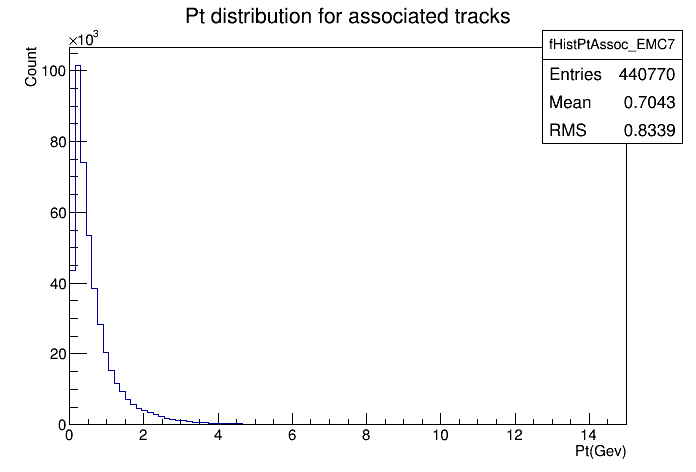 Pt distribution for associated tracks
×10³
fHistPtAssoc_EMC7
Entries 440770
Mean 0.7043
RMS 0.8339
Count
100
80
60
40
20
0
0 2 4 6 8 10 12 14
Pt(Gev)